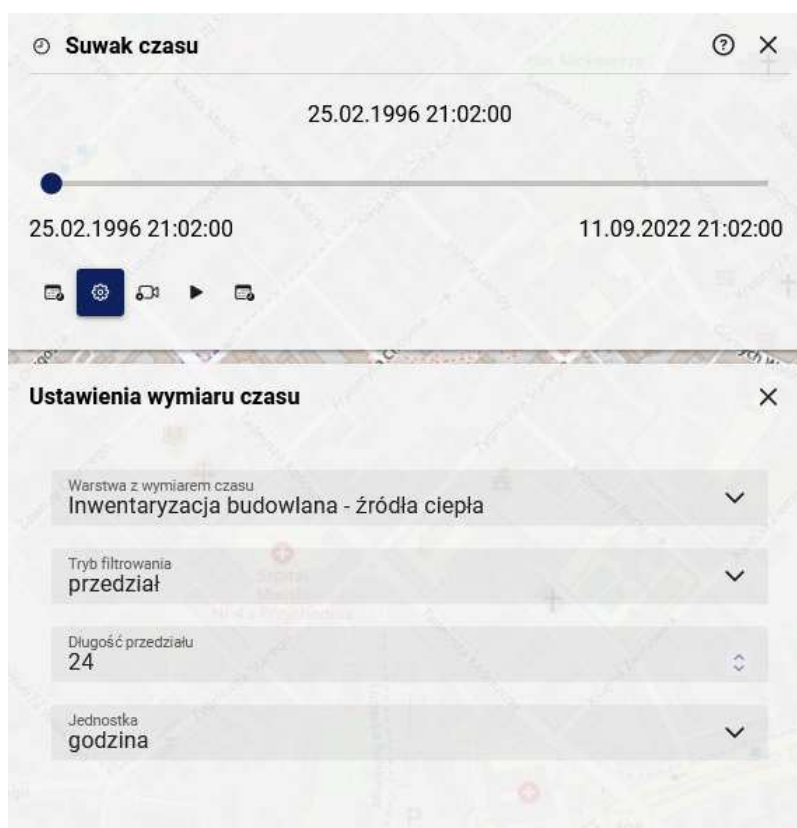 Suwak czasu
25.02.1996 21:02:00
25.02.1996 21:02:00
11.09.2022 21:02:00
Ustawienia wymiaru czasu
Warstwa z wymiarem czasu
Inwentaryzacja budowlana - źródła ciepła
Tryb filtrowania
przedział
Długość przedziału
24
Jednostka
godzina